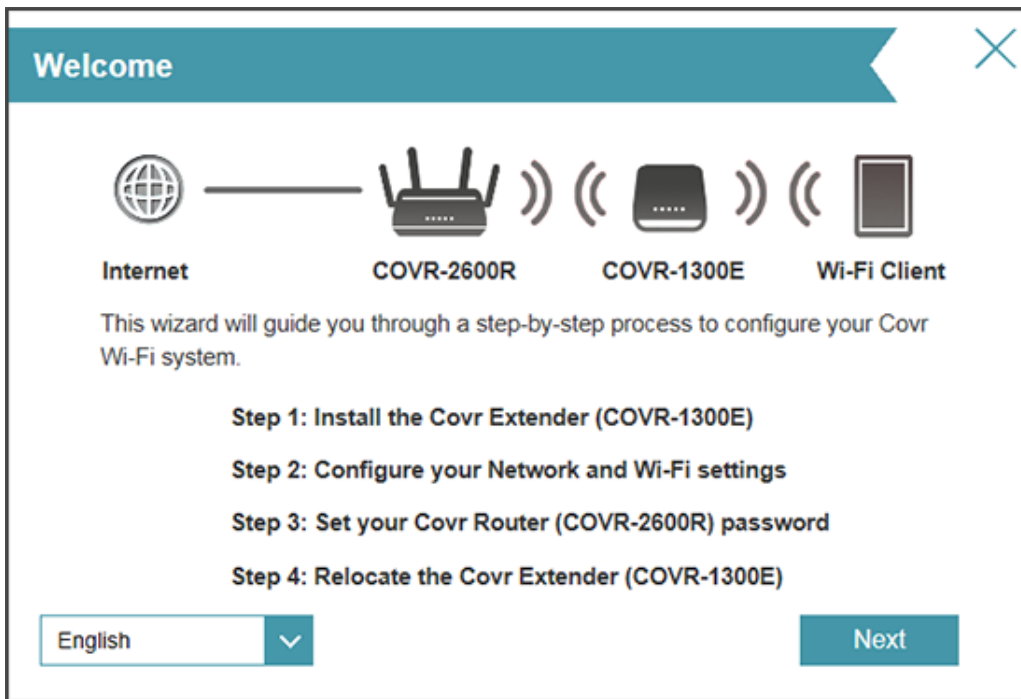 Welcome
Internet
COVR-2600R
COVR-1300E
Wi-Fi Client
This wizard will guide you through a step-by-step process to configure your Covr
Wi-Fi system.
Step 1: Install the Covr Extender (COVR-1300E)
Step 2: Configure your Network and Wi-Fi settings
Step 3: Set your Covr Router (COVR-2600R) password
Step 4: Relocate the Covr Extender (COVR-1300E)
English
Next